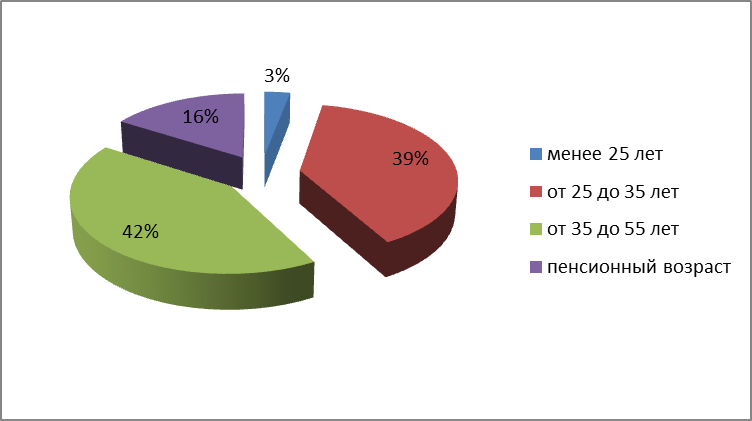 3%
16%
39%
42%
менее 25 лет
от 25 до 35 лет
от 35 до 55 лет
пенсионный возраст